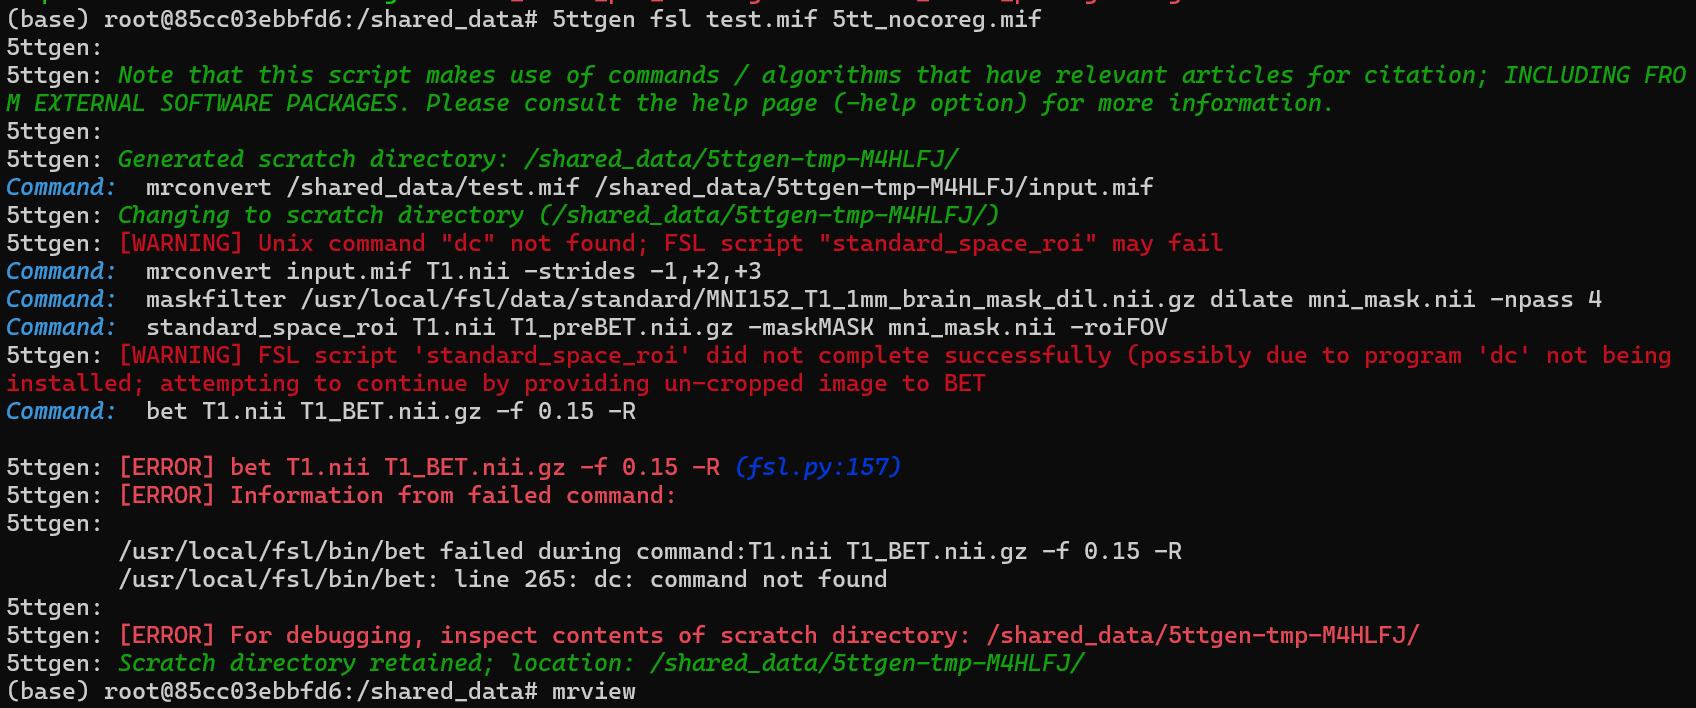 (base) root@85cc03ebbfd6:/shared_data# 5ttgen fsl test.mif 5tt_nocoreg.mif
5ttgen:
5ttgen: Note that this script makes use of commands / algorithms that have relevant articles for citation; INCLUDING FRO
M EXTERNAL SOFTWARE PACKAGES. Please consult the help page (-help option) for more information.
5ttgen:
5ttgen: Generated scratch directory: /shared_data/5ttgen-tmp-M4HLFJ/
Command:  mrconvert /shared_data/test.mif /shared_data/5ttgen-tmp-M4HLFJ/input.mif
5ttgen: Changing to scratch directory (/shared_data/5ttgen-tmp-M4HLFJ/)
5ttgen: [WARNING] Unix command "dc" not found; FSL script "standard_space_roi" may fail
Command:  mrconvert input.mif T1.nii -strides -1,+2,+3
Command:  maskfilter /usr/local/fsl/data/standard/MNI152_T1_1mm_brain_mask_dil.nii.gz dilate mni_mask.nii -npass 4
Command:  standard_space_roi T1.nii T1_preBET.nii.gz -maskMASK mni_mask.nii -roiFOV
5ttgen: [WARNING] FSL script 'standard_space_roi' did not complete successfully (possibly due to program 'dc' not being
installed; attempting to continue by providing un-cropped image to BET
Command:  bet T1.nii T1_BET.nii.gz -f 0.15 -R
5ttgen: [ERROR] bet T1.nii T1_BET.nii.gz -f 0.15 -R (fsl.py:157)
5ttgen: [ERROR] Information from failed command:
5ttgen:
/usr/local/fsl/bin/bet failed during command:T1.nii T1_BET.nii.gz -f 0.15 -R
/usr/local/fsl/bin/bet: line 265: dc: command not found
5ttgen:
5ttgen: [ERROR] For debugging, inspect contents of scratch directory: /shared_data/5ttgen-tmp-M4HLFJ/
5ttgen: Scratch directory retained; location: /shared_data/5ttgen-tmp-M4HLFJ/
(base) root@85cc03ebbfd6:/shared_data# mrview